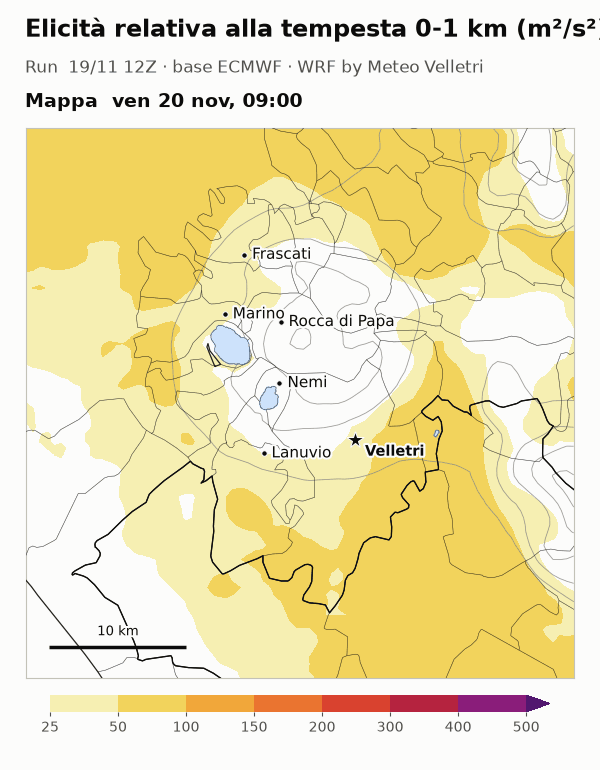 Elicità relativa alla tempesta 0-1 km (m²/s²)
Run  19/11 12Z · base ECMWF · WRF by Meteo Velletri
Mappa  ven 20 nov, 09:00
Frascati
Marino
Rocca di Papa
Nemi
Lanuvio
Velletri
10 km
25 50 100 150 200 300 400 500